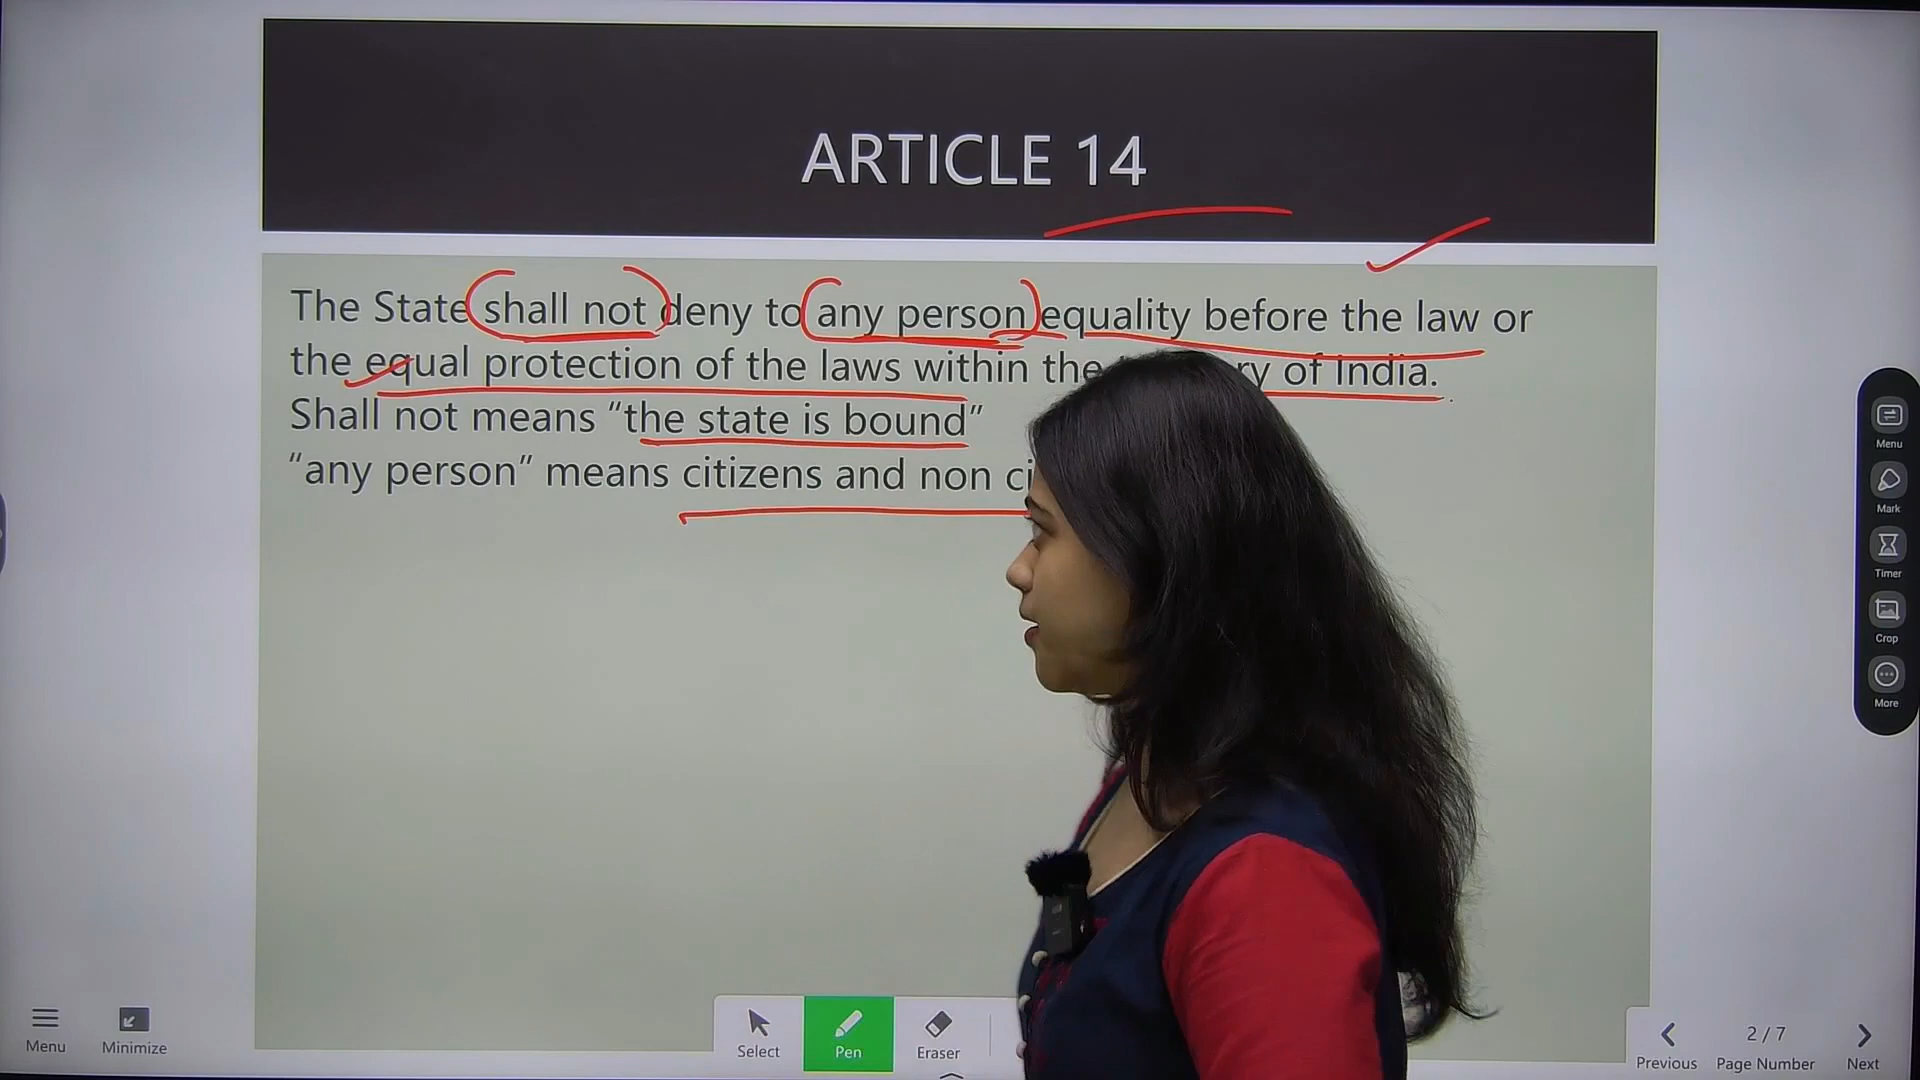 ARTICLE 14
The State shall not deny to any person equality before the law or
the equal protection of the laws within the of India.
Shall not means “the state is bound”
“any person” means citizens and non
Menu
Mark
Timer
Crop
More
Menu
Minimize
Select
Pen
Eraser
2 / 7
Previous
Page Number
Next